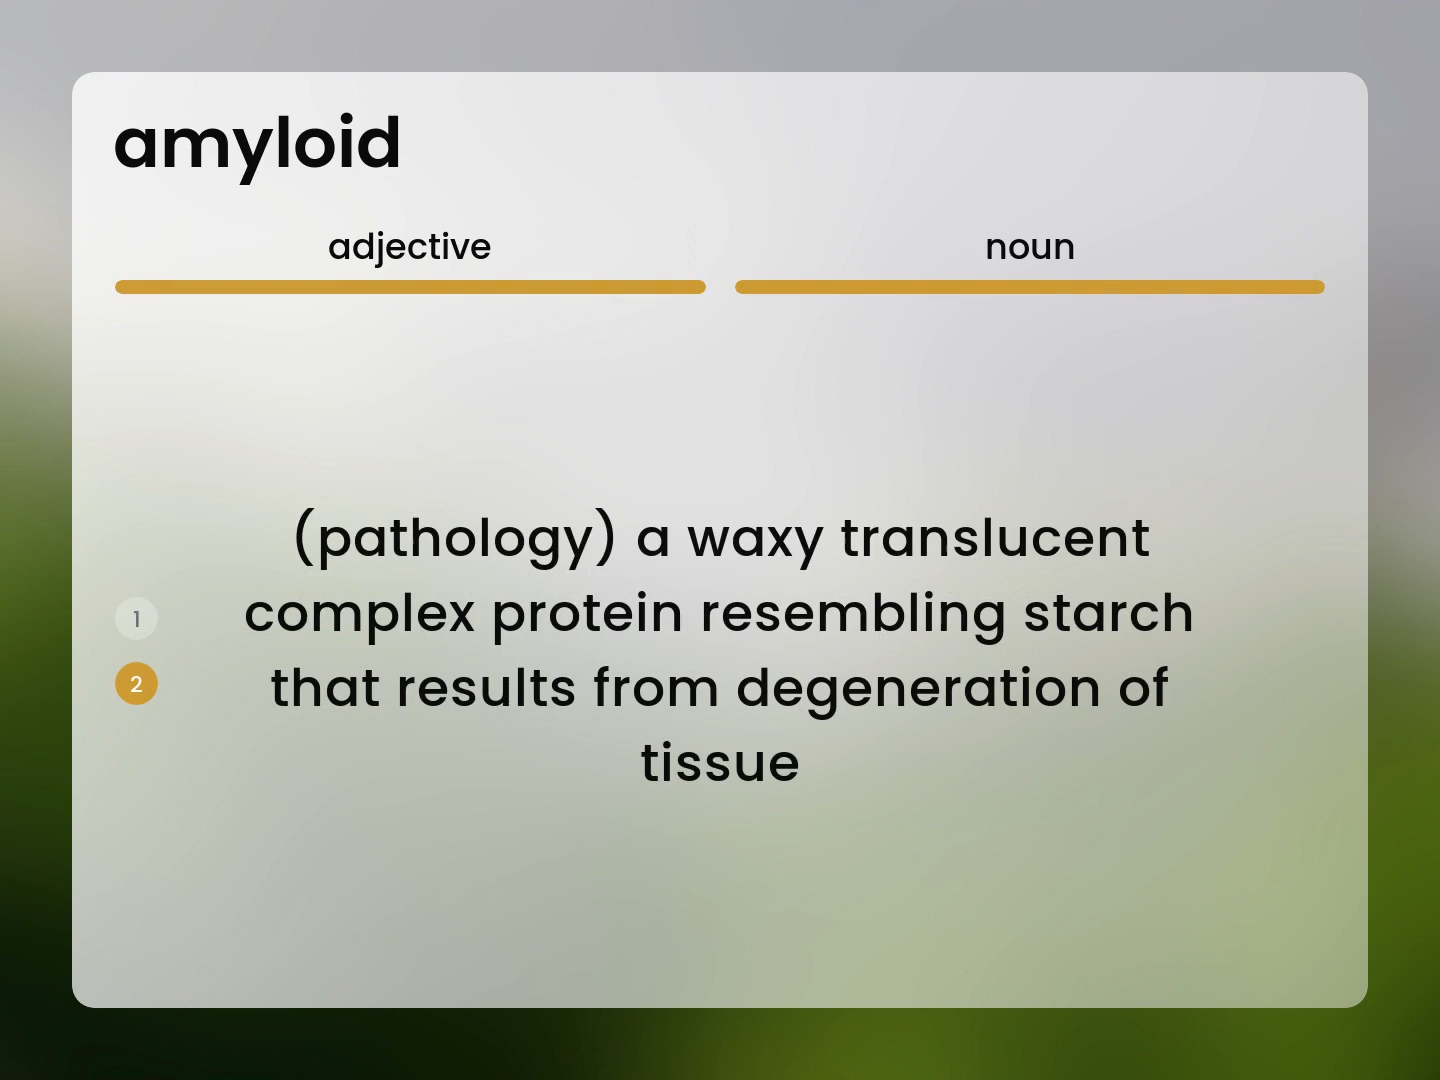 amyloid
adjective
noun
(pathology) a waxy translucent
complex protein resembling starch
that results from degeneration of
tissue
1
2